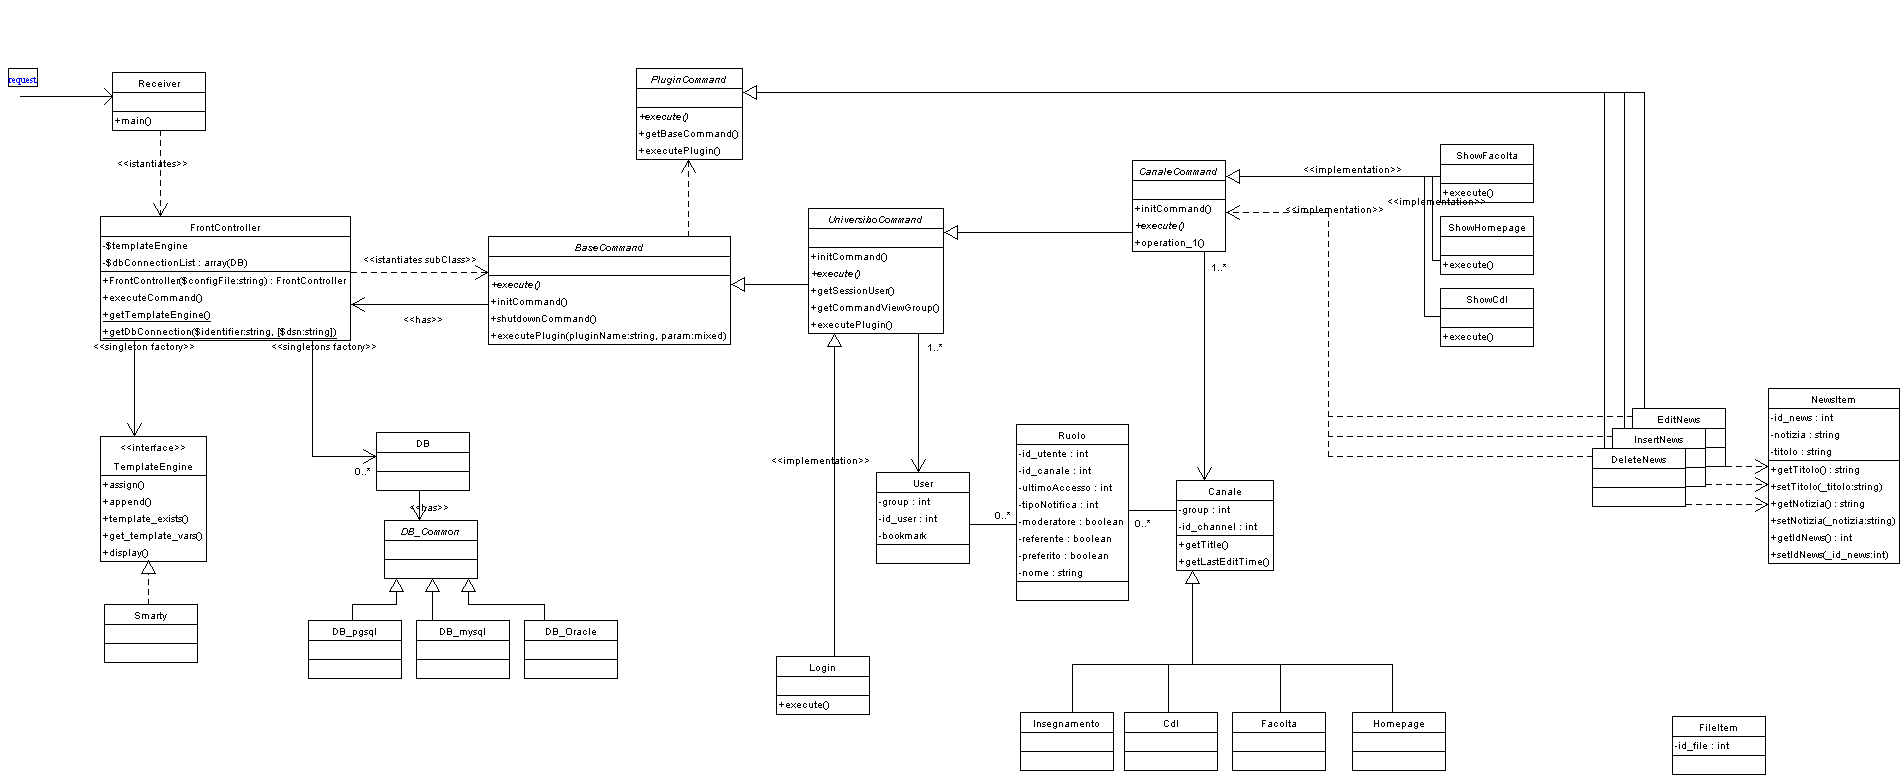 request
Receiver
+main()
<<istantiates>>
FrontController
-$templateEngine
-$dbConnectionList : array(DB)
+FrontController($configFile:string) : FrontController
+executeCommand()
+getTemplateEngine()
+getDbConnection($identifier:string, [$dsn:string])
<<singleton factory>>
<<singletons factory>>
<<istantiates subClass>>
<<has>>
<<interface>>
TemplateEngine
+assign()
+append()
+template_exists()
+get_template_vars()
+display()
Smarty
DB
0..*
<<has>>
DB_Common
DB_pgsql
DB_mysql
DB_Oracle
PluginCommand
+execute()
+getBaseCommand()
+executePlugin()
BaseCommand
+execute()
+initCommand()
+shutdownCommand()
+executePlugin(pluginName:string, param:mixed)
UniversiboCommand
+initCommand()
+execute()
+getSessionUser()
+getCommandViewGroup()
+executePlugin()
1..*
<<implementation>>
Login
+execute()
User
-group : int
-id_user : int
-bookmark
0..*
Ruolo
-id_utente : int
-id_canale : int
-ultimoAccesso : int
-tipoNotifica : int
-moderatore : boolean
-referente : boolean
-preferito : boolean
-nome : string
0..*
CanaleCommand
+initCommand()
+execute()
+operation_1()
1..*
<<implementation>>
<<implementation>>
<<implementation>>
ShowFacolta
+execute()
ShowHomepage
+execute()
ShowCdl
+execute()
Canale
-group : int
-id_channel : int
+getTitle()
+getLastEditTime()
Insegnamento
Cdl
Facolta
Homepage
EditNews
InsertNews
DeleteNews
NewsItem
-id_news : int
-notizia : string
-titolo : string
+getTitolo() : string
+setTitolo(_titolo:string)
+getNotizia() : string
+setNotizia(_notizia:string)
+getIdNews() : int
+setIdNews(_id_news:int)
FileItem
-id_file : int